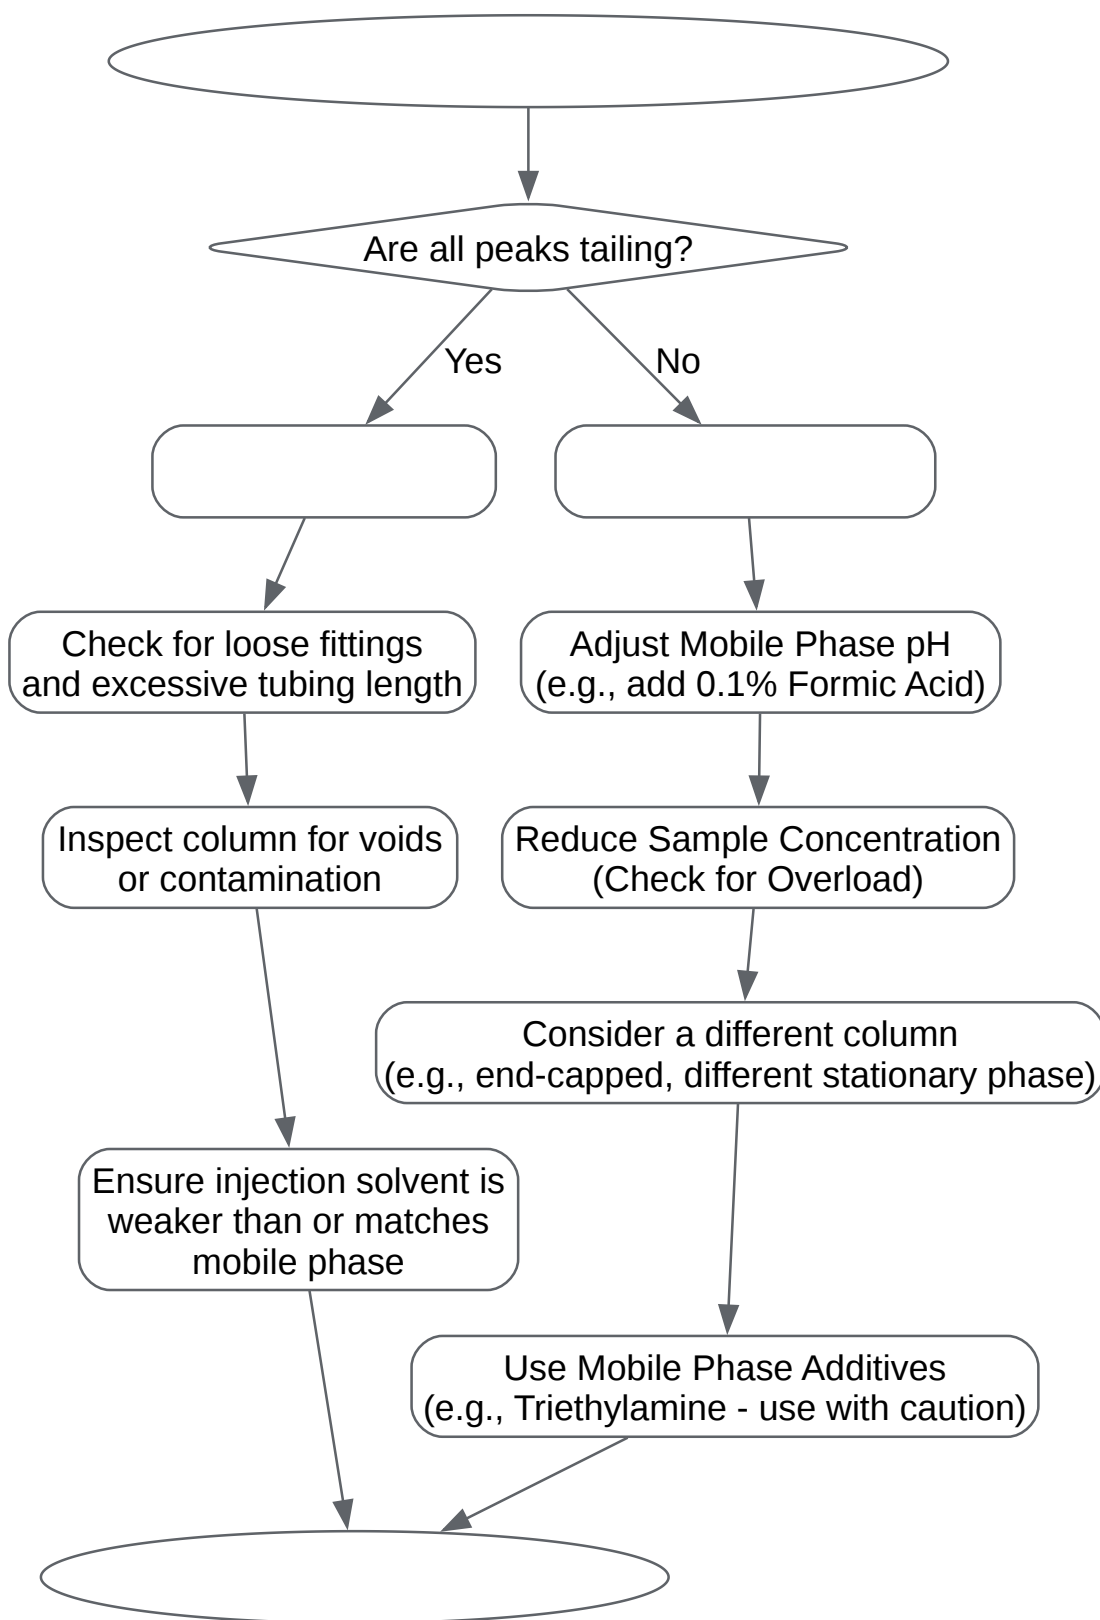 Are all peaks tailing?
Yes
No
Check for loose fittings
and excessive tubing length
Adjust Mobile Phase pH
(e.g., add 0.1% Formic Acid)
Inspect column for voids
or contamination
Reduce Sample Concentration
(Check for Overload)
Consider a different column
(e.g., end-capped, different stationary phase)
Ensure injection solvent is
weaker than or matches
mobile phase
Use Mobile Phase Additives
(e.g., Triethylamine - use with caution)